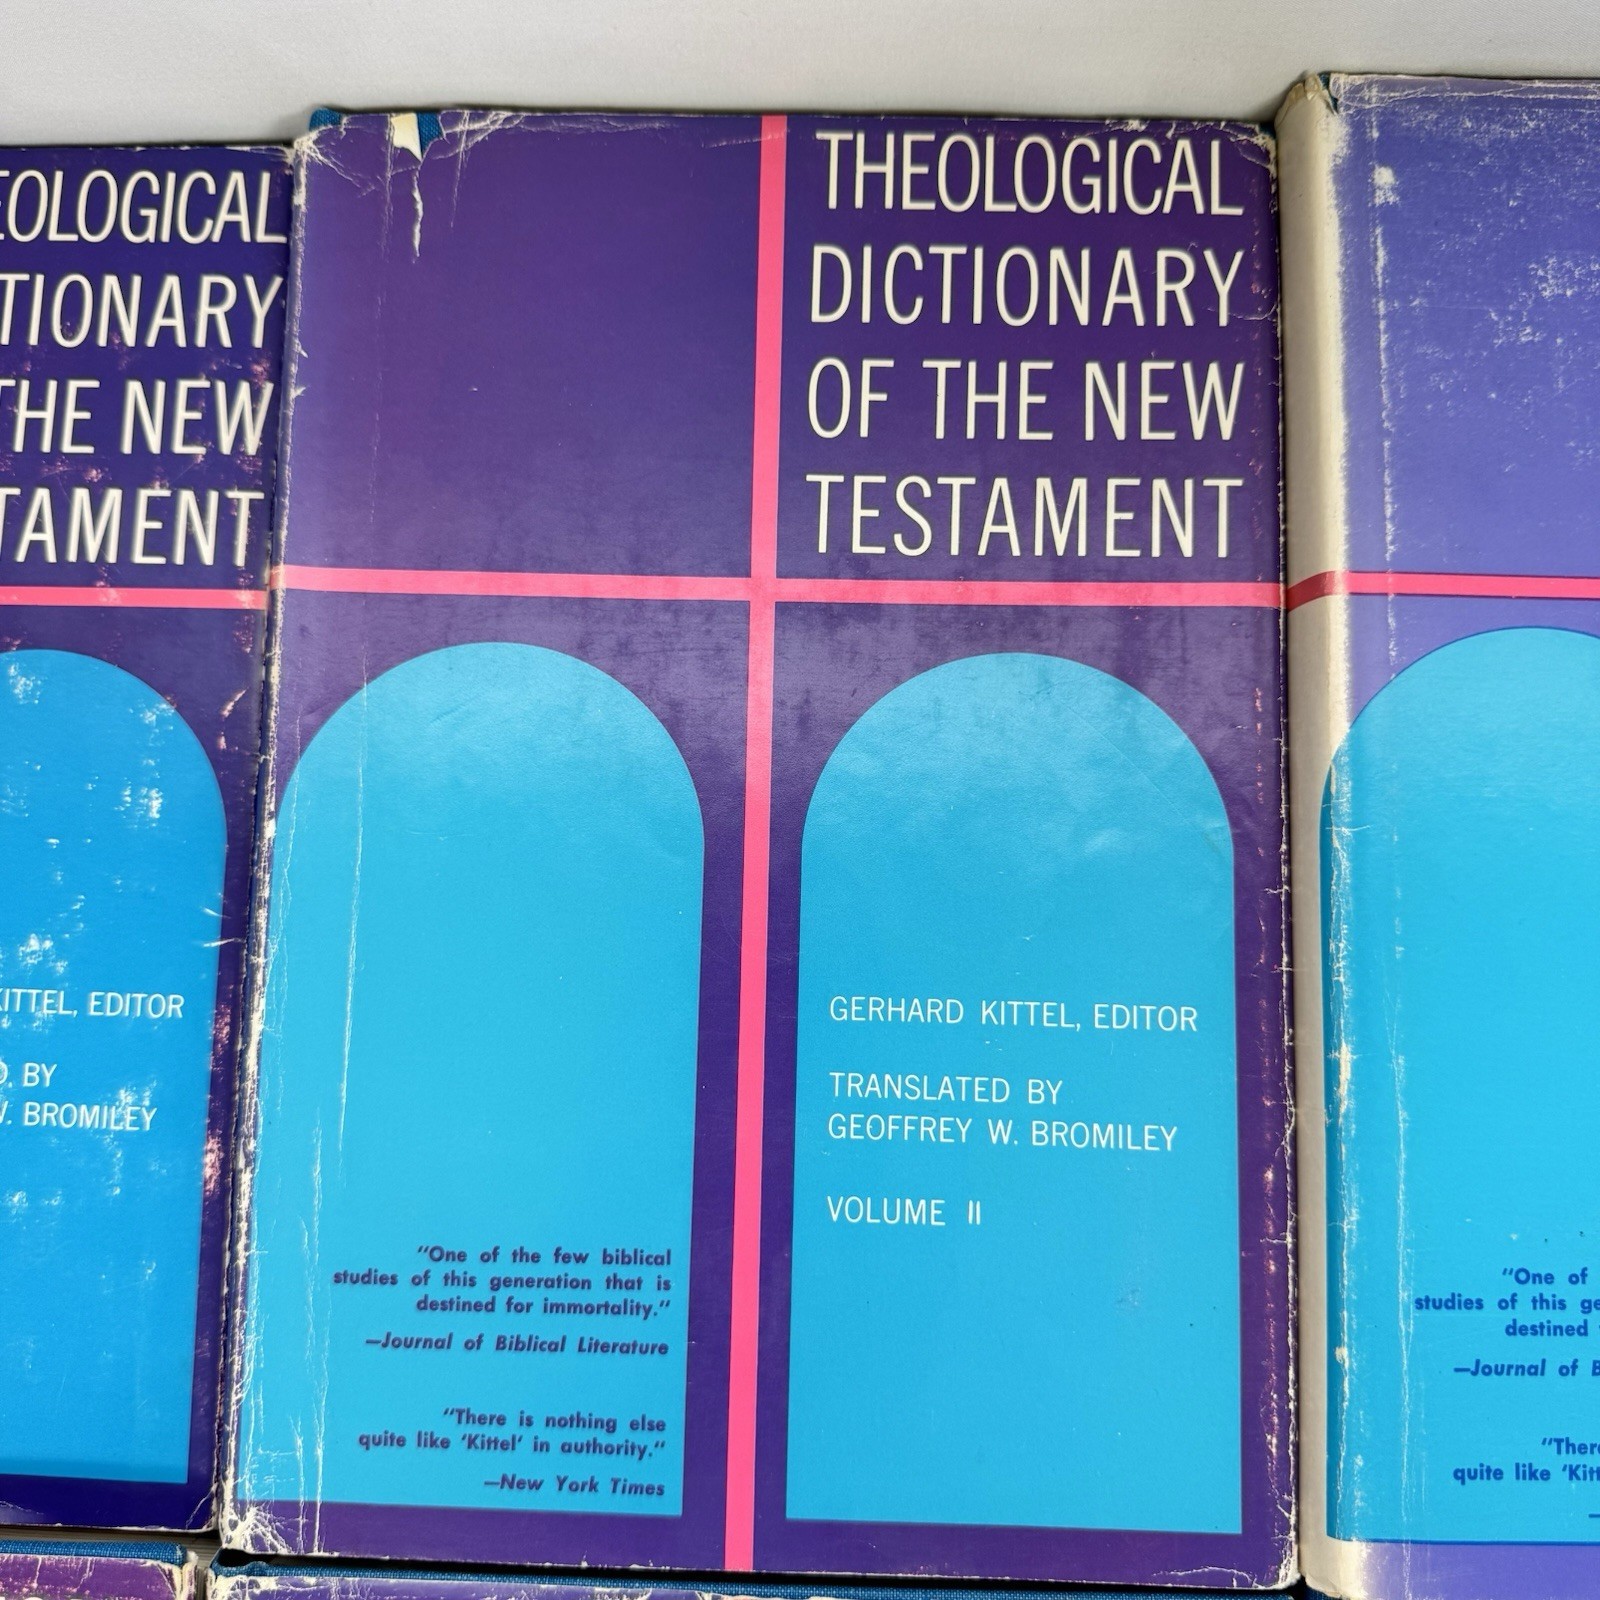 EOLOGICAL
TIONARY
THE NEW
TAMENT
KITTEL, EDITOR
D. BY
W. BROMILEY
THEOLOGICAL
DICTIONARY
OF THE NEW
TESTAMENT
GERHARD KITTEL, EDITOR
TRANSLATED BY
GEOFFREY W. BROMILEY
VOLUME II
"One of the few biblical
studies of this generation that is
destined for immortality."
—Journal of Biblical Literature
"There is nothing else
quite like 'Kittel' in authority."
—New York Times
"One of
studies of this ge
destined
—Journal of B
"There
quite like 'Kitt